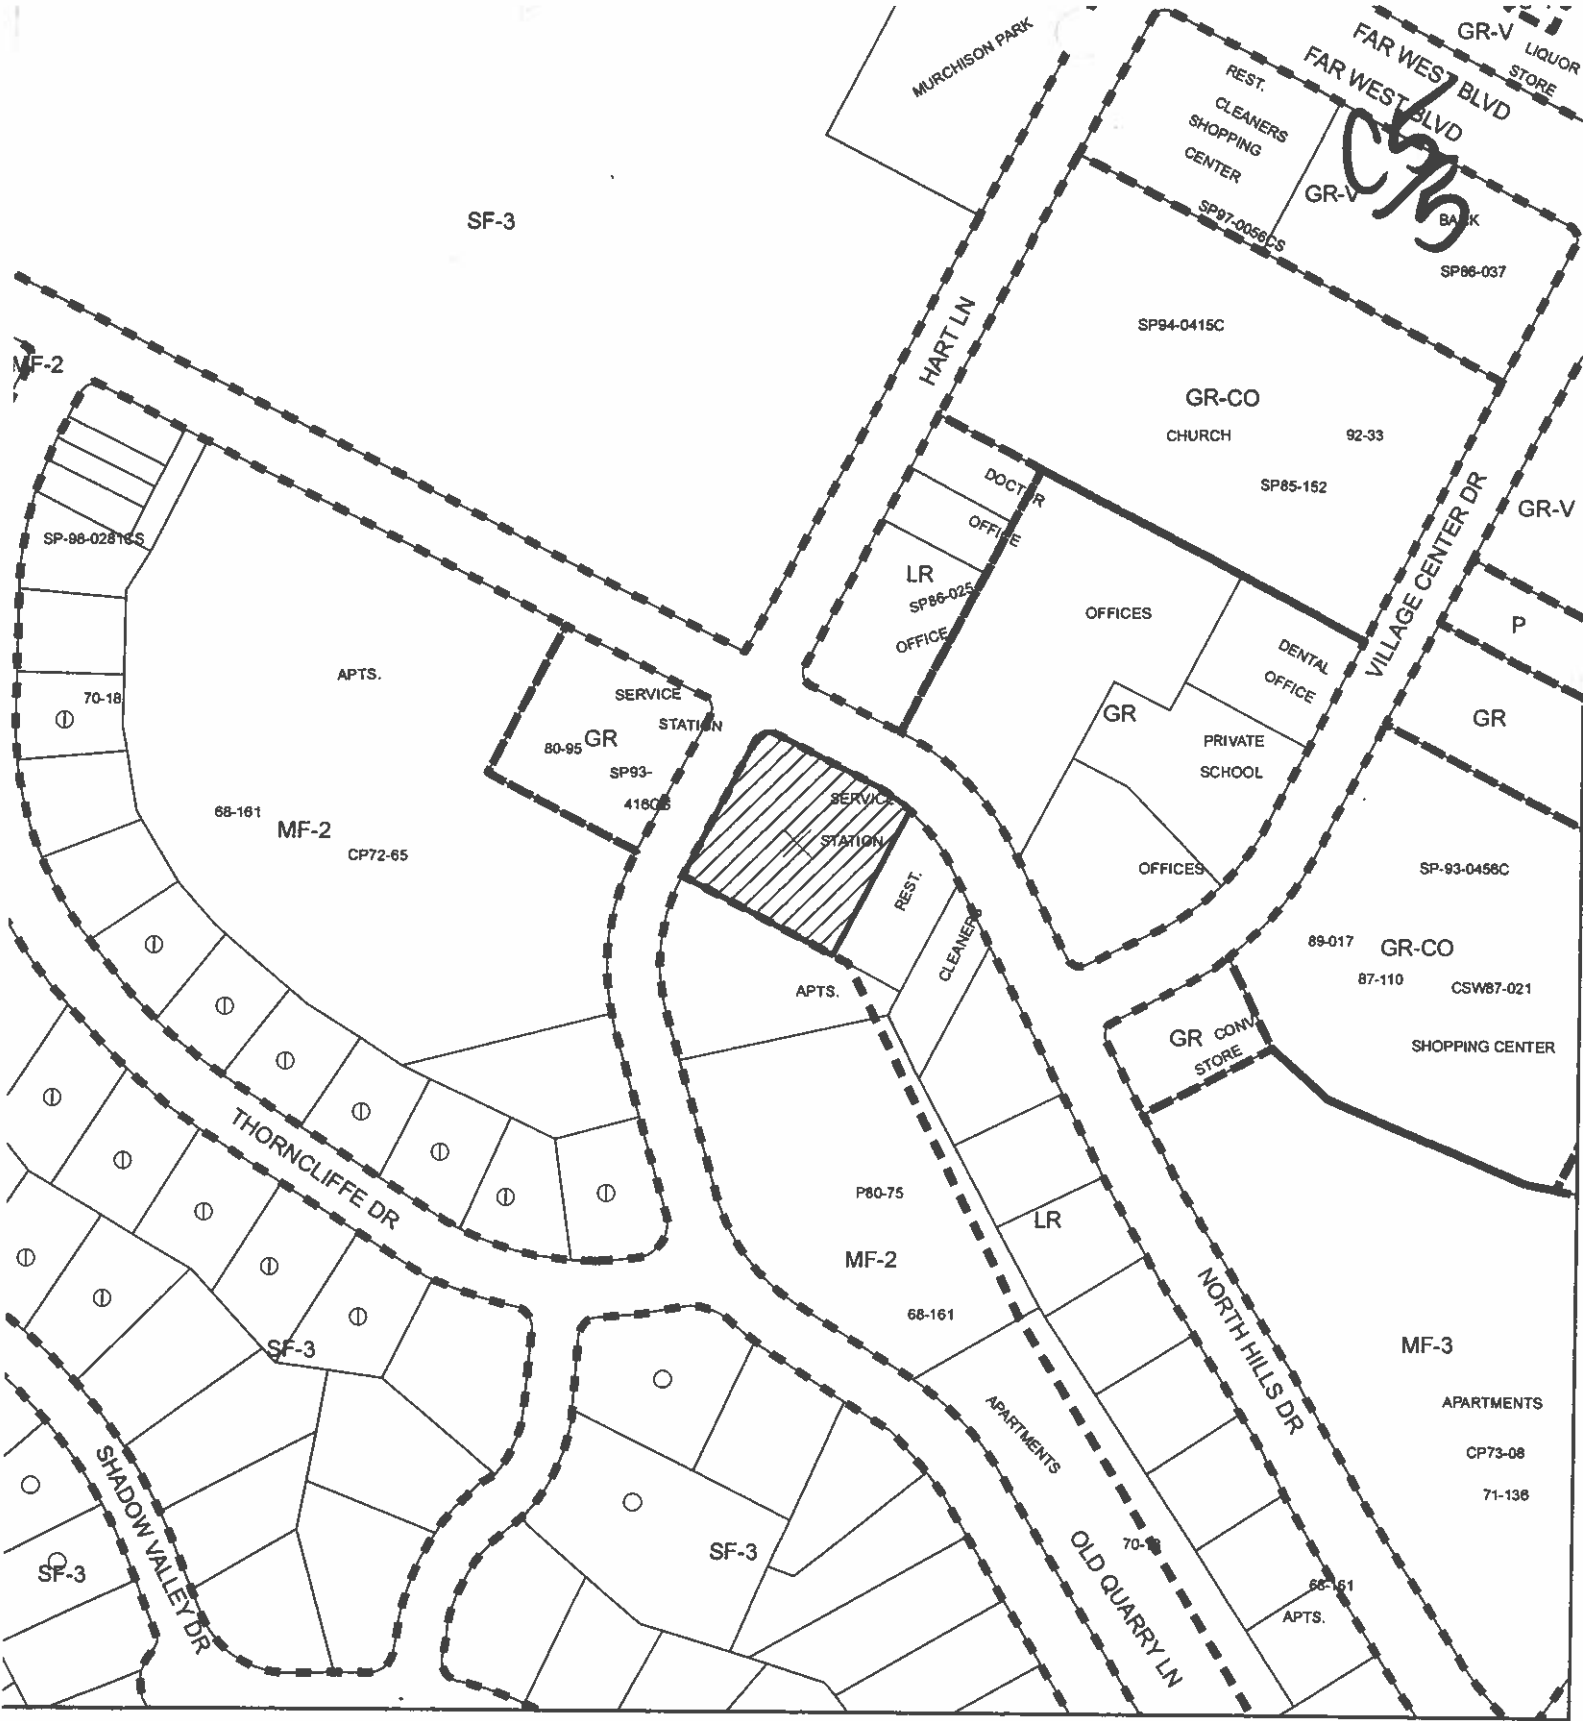 MURCHISON PARK
GR-V
LIQUOR
STORE
FAR WEST BLVD
FAR WEST BLVD
REST.
CLEANERS
SHOPPING
CENTER
GR-V
BANK
SP97-0056CS
SP86-037
SF-3
HART LN
SP94-0415C
MF-2
GR-CO
CHURCH
92-33
SP85-152
DOCTOR
OFFICE
GR-V
VILLAGE CENTER DR
SP-98-0281CS
LR
SP86-025
OFFICE
OFFICES
P
DENTAL
OFFICE
APTS.
70-18
SERVICE
STATION
80-95
GR
SP93-
416CS
GR
GR
PRIVATE
SCHOOL
68-161
MF-2
CP72-65
SERVICE
STATION
REST.
OFFICES
SP-93-0456C
CLEANERS
89-017
GR-CO
87-110
CSW87-021
APTS.
GR
CONV.
STORE
SHOPPING CENTER
THORNCLIFFE DR
P80-75
LR
MF-2
68-161
NORTH HILLS DR
SF-3
MF-3
APARTMENTS
APARTMENTS
CP73-08
71-136
SHADOW VALLEY DR
SF-3
SF-3
OLD QUARRY LN
68-161
APTS.